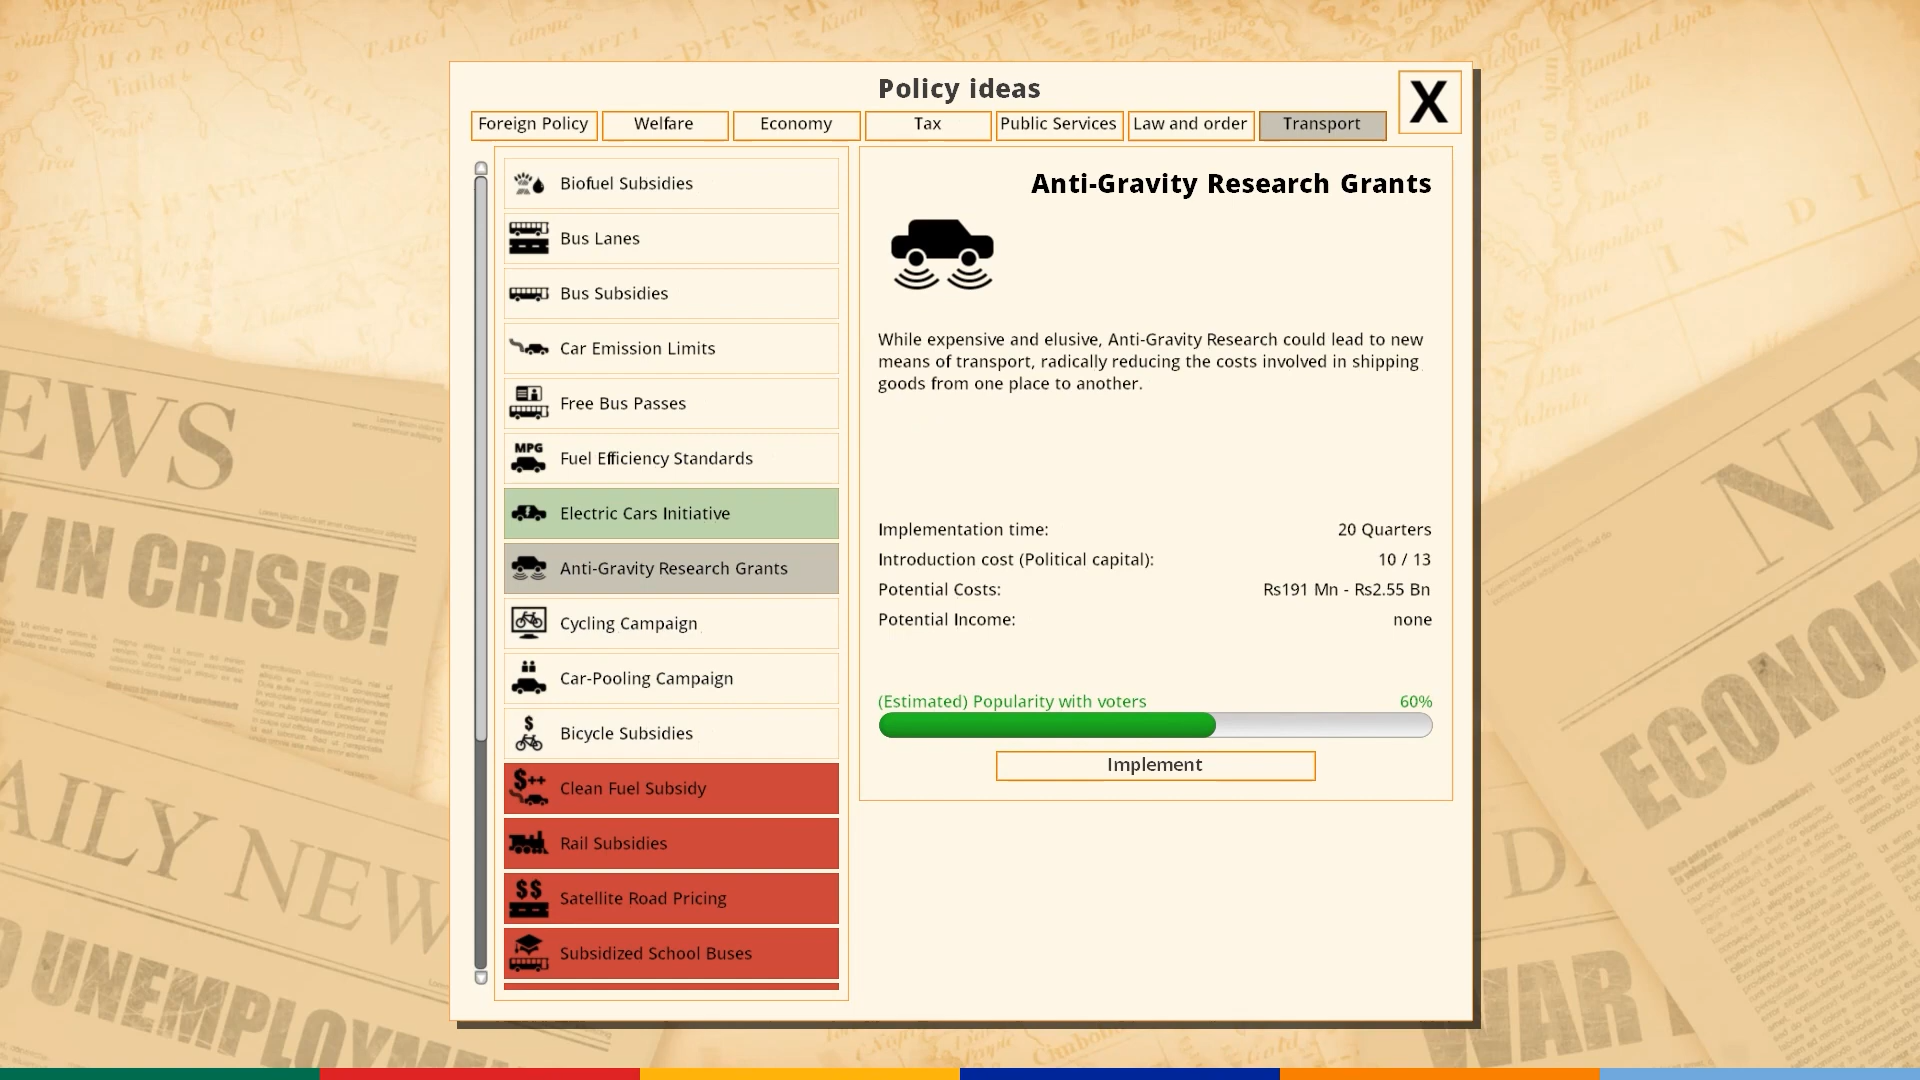 Policy ideas
X
Foreign Policy
Welfare
Economy
Tax
Public Services
Law and order
Transport
Biofuel Subsidies
Bus Lanes
Bus Subsidies
Car Emission Limits
Free Bus Passes
MPG
Fuel Efficiency Standards
Electric Cars Initiative
Anti-Gravity Research Grants
Cycling Campaign
Car-Pooling Campaign
$
Bicycle Subsidies
$++
Clean Fuel Subsidy
Rail Subsidies
$$
Satellite Road Pricing
Subsidized School Buses
Anti-Gravity Research Grants
While expensive and elusive, Anti-Gravity Research could lead to new
means of transport, radically reducing the costs involved in shipping
goods from one place to another.
Implementation time: 20 Quarters
Introduction cost (Political capital): 10 / 13
Potential Costs: Rs191 Mn - Rs2.55 Bn
Potential Income: none
(Estimated) Popularity with voters 60%
Implement
EWS
Y IN CRISIS!
AILY NEW
UNEMPLOYM
NE
ECONOM
WAR
MOROCCO